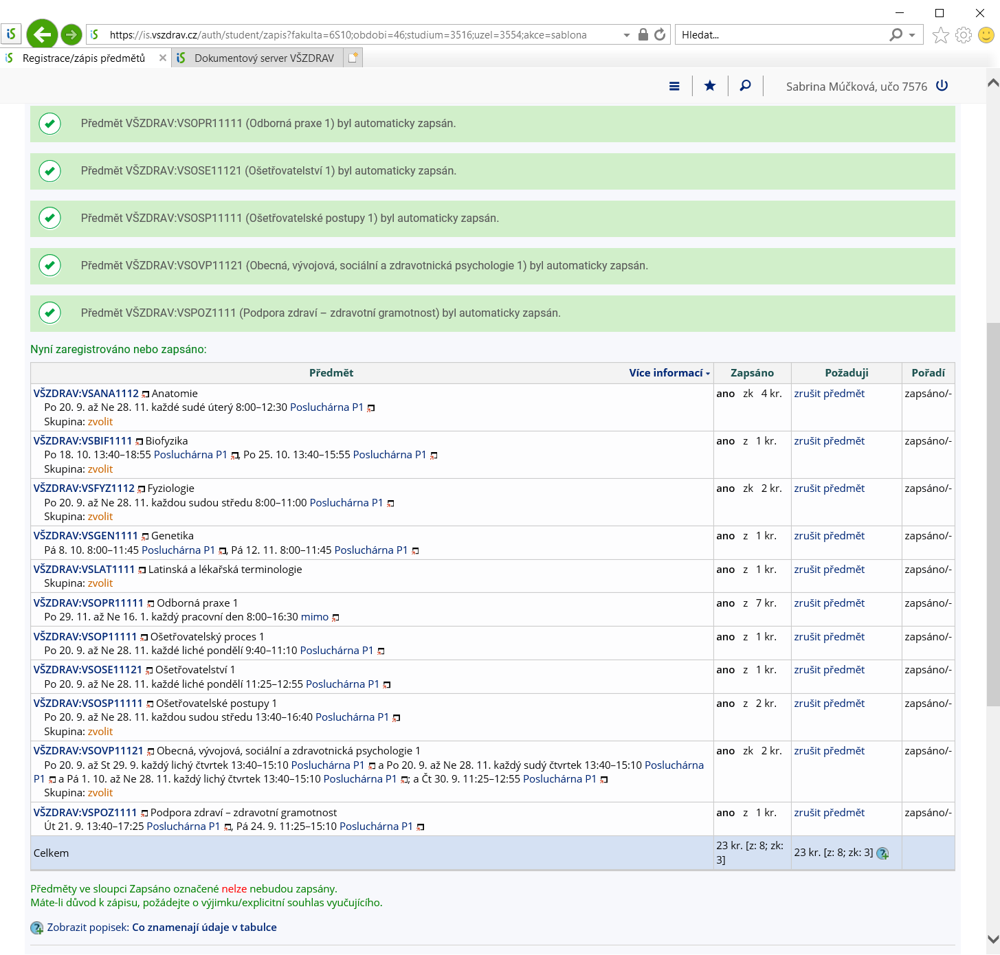 https://is.vszdrav.cz/auth/student/zapis?fakulta=6S10;obdobi=46;studium=3516;uzel=3554;akce=sablona
Hledat...
Registrace/zápis předmětů
Dokumentový server VŠZDRAV
Sabrina Múčková, učo 7576
Předmět VŠZDRAV:VSOPR11111 (Odborná praxe 1) byl automaticky zapsán.
Předmět VŠZDRAV:VSOSE11121 (Ošetřovatelství 1) byl automaticky zapsán.
Předmět VŠZDRAV:VSOSP11111 (Ošetřovatelské postupy 1) byl automaticky zapsán.
Předmět VŠZDRAV:VSOVP11121 (Obecná, vývojová, sociální a zdravotnická psychologie 1) byl automaticky zapsán.
Předmět VŠZDRAV:VSPOZ1111 (Podpora zdraví – zdravotní gramotnost) byl automaticky zapsán.
Nyní zaregistrováno nebo zapsáno:
Předmět Více informací Zapsáno Požaduji Pořadí
VŠZDRAV:VSANA1112 Anatomie ano zk 4 kr. zrušit předmět zapsáno/-
Po 20. 9. až Ne 28. 11. každé sudé úterý 8:00–12:30 Posluchárna P1
Skupina: zvolit
VŠZDRAV:VSBIF1111 Biofyzika ano z 1 kr. zrušit předmět zapsáno/-
Po 18. 10. 13:40–18:55 Posluchárna P1, Po 25. 10. 13:40–15:55 Posluchárna P1
Skupina: zvolit
VŠZDRAV:VSFYZ1112 Fyziologie ano zk 2 kr. zrušit předmět zapsáno/-
Po 20. 9. až Ne 28. 11. každou sudou středu 8:00–11:00 Posluchárna P1
Skupina: zvolit
VŠZDRAV:VSGEN1111 Genetika ano z 1 kr. zrušit předmět zapsáno/-
Pá 8. 10. 8:00–11:45 Posluchárna P1, Pá 12. 11. 8:00–11:45 Posluchárna P1
VŠZDRAV:VSLAT1111 Latinská a lékařská terminologie ano z 1 kr. zrušit předmět zapsáno/-
Skupina: zvolit
VŠZDRAV:VSOPR11111 Odborná praxe 1 ano z 7 kr. zrušit předmět zapsáno/-
Po 29. 11. až Ne 16. 1. každý pracovní den 8:00–16:30 mimo
VŠZDRAV:VSOP11111 Ošetřovatelský proces 1 ano z 1 kr. zrušit předmět zapsáno/-
Po 20. 9. až Ne 28. 11. každé liché pondělí 9:40–11:10 Posluchárna P1
VŠZDRAV:VSOSE11121 Ošetřovatelství 1 ano z 1 kr. zrušit předmět zapsáno/-
Po 20. 9. až Ne 28. 11. každé liché pondělí 11:25–12:55 Posluchárna P1
VŠZDRAV:VSOSP11111 Ošetřovatelské postupy 1 ano z 2 kr. zrušit předmět zapsáno/-
Po 20. 9. až Ne 28. 11. každou sudou středu 13:40–16:40 Posluchárna P1
Skupina: zvolit
VŠZDRAV:VSOVP11121 Obecná, vývojová, sociální a zdravotnická psychologie 1 ano zk 2 kr. zrušit předmět zapsáno/-
Po 20. 9. až St 29. 9. každý lichý čtvrtek 13:40–15:10 Posluchárna P1 a Po 20. 9. až Ne 28. 11. každý sudý čtvrtek 13:40–15:10 Posluchárna
P1 a Pá 1. 10. až Ne 28. 11. každý lichý čtvrtek 13:40–15:10 Posluchárna P1; a Čt 30. 9. 11:25–12:55 Posluchárna P1
Skupina: zvolit
VŠZDRAV:VSPOZ1111 Podpora zdraví – zdravotní gramotnost ano z 1 kr. zrušit předmět zapsáno/-
Út 21. 9. 13:40–17:25 Posluchárna P1, Pá 24. 9. 11:25–15:10 Posluchárna P1
Celkem 23 kr. [z: 8; zk: 3] 23 kr. [z: 8; zk: 3]
Předměty ve sloupci Zapsáno označené nelze nebudou zapsány.
Máte-li důvod k zápisu, požádejte o výjimku/explicitní souhlas vyučujícího.
Zobrazit popisek: Co znamenají údaje v tabulce